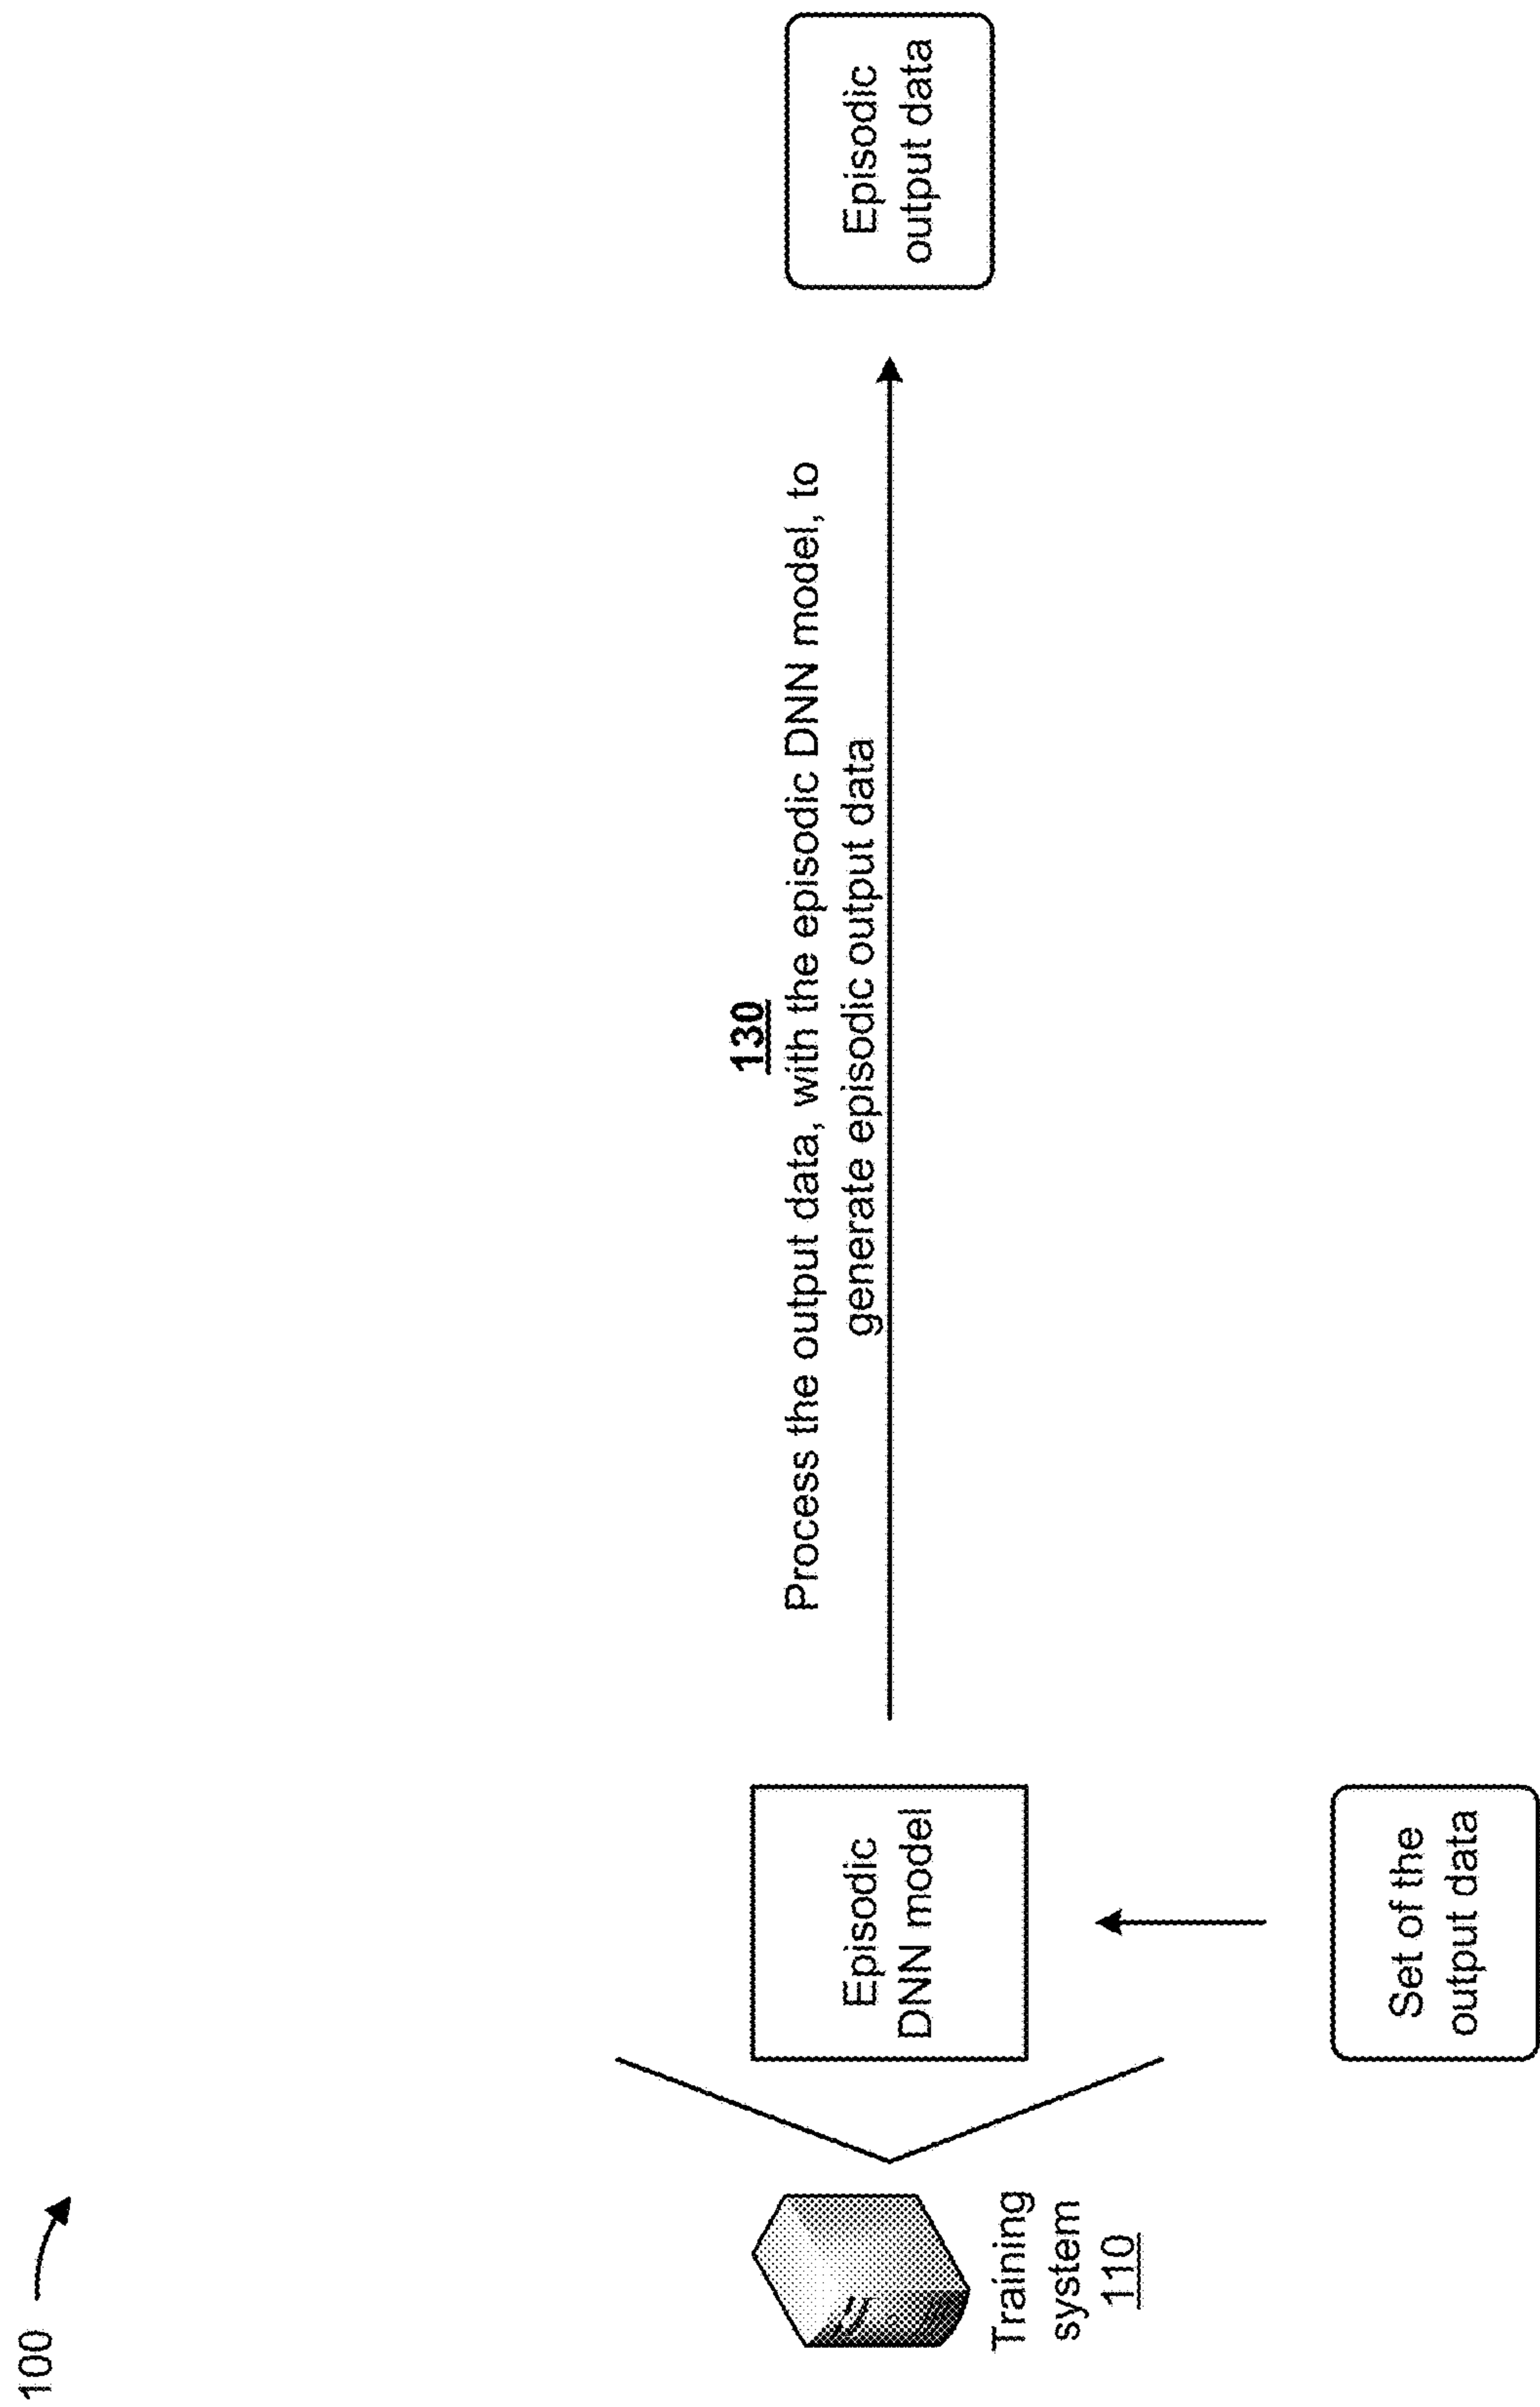 100
130
Process the output data, with the episodic DNN model, to
generate episodic output data
Training
system
110
Episodic
DNN model
Episodic
output data
Set of the
output data